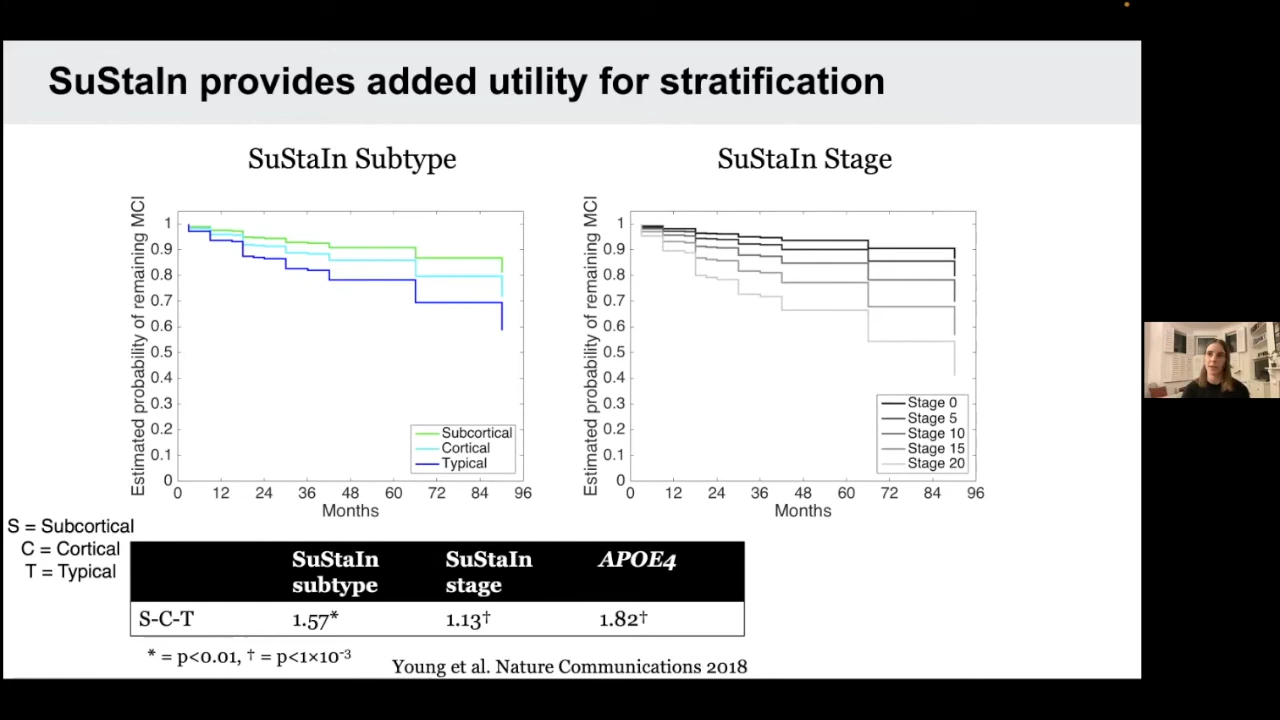 SuStaIn provides added utility for stratification
SuStaIn Subtype
Estimated probability of remaining MCI
1
0.9
0.8
0.7
0.6
0.5
0.4
0.3
0.2
0.1
0
Subcortical
Cortical
Typical
0 12 24 36 48 60 72 84 96
Months
SuStaIn Stage
Estimated probability of remaining MCI
1
0.9
0.8
0.7
0.6
0.5
0.4
0.3
0.2
0.1
0
Stage 0
Stage 5
Stage 10
Stage 15
Stage 20
0 12 24 36 48 60 72 84 96
Months
S = Subcortical
C = Cortical
T = Typical
SuStaIn subtype
SuStaIn stage
APOE4
S-C-T 1.57* 1.13† 1.82†
* = p<0.01, † = p<1×10-3
Young et al. Nature Communications 2018